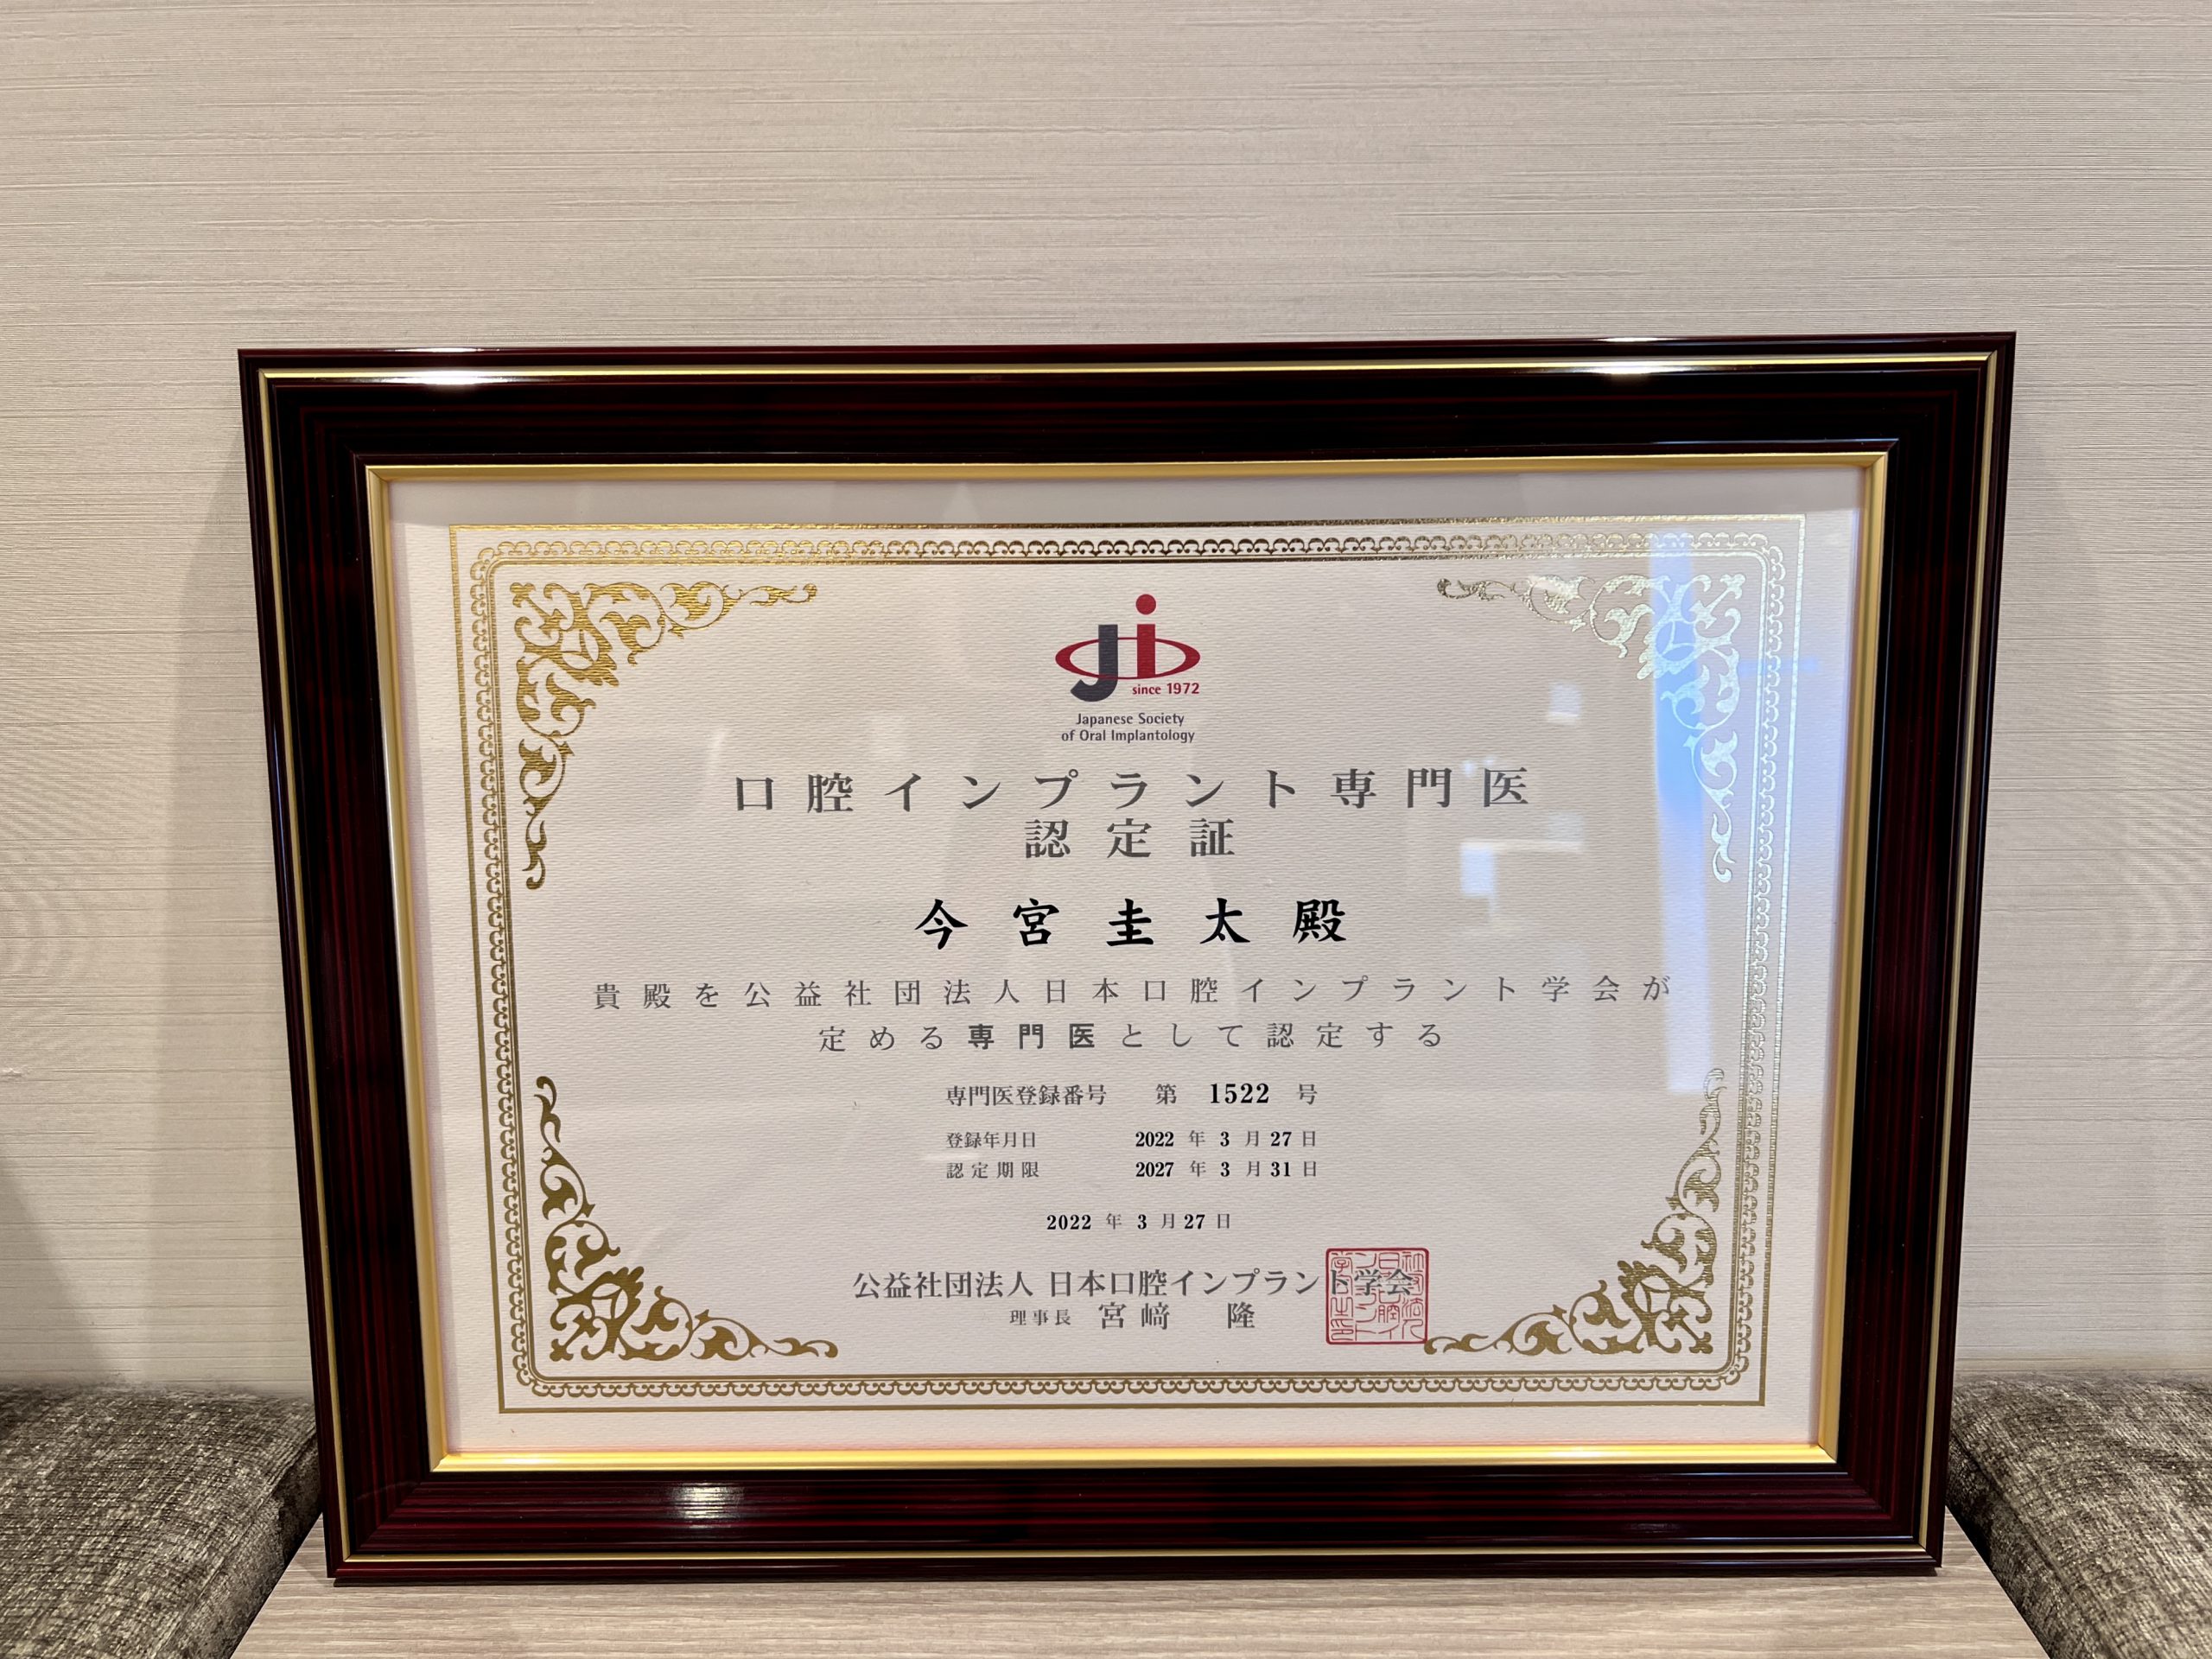 Ji
since 1972
Japanese Society
of Oral Implantology
口腔インプラント専門医
認定証
今宮圭太殿
貴殿を公益社団法人日本口腔インプラント学会が
定める専門医として認定する
専門医登録番号 第 1522 号
登録年月日 2022 年 3 月 27 日
認定期限 2027 年 3 月 31 日
2022 年 3 月 27 日
公益社団法人 日本口腔インプラント学会
理事長 宮﨑 隆